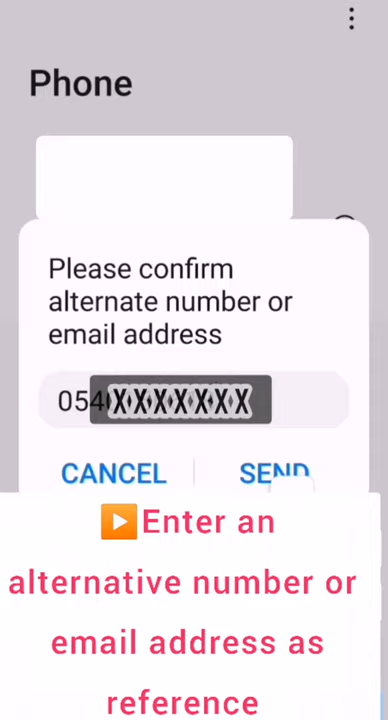 Phone
Please confirm
alternate number or
email address
054XXXXXXX
CANCEL
SEND
▶️Enter an
alternative number or
email address as
reference